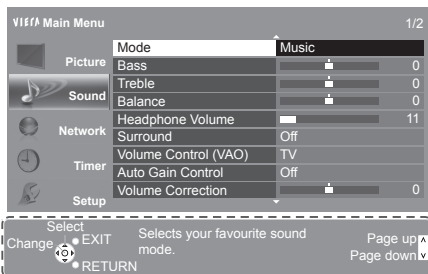 VIERA Main Menu 1/2
Picture
Sound
Network
Timer
Setup
Mode Music
Bass 0
Treble 0
Balance 0
Headphone Volume 11
Surround Off
Volume Control (VAO) TV
Auto Gain Control Off
Volume Correction 0
Select
Change
EXIT
RETURN
Selects your favourite sound
mode.
Page up
Page down